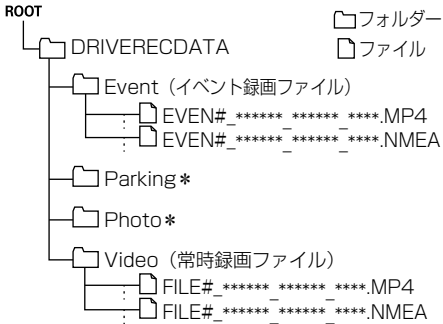 ROOT
フォルダー
DRIVERECDATA
ファイル
Event（イベント録画ファイル）
EVEN#_******_******_****.MP4
EVEN#_******_******_****.NMEA
Parking*
Photo*
Video（常時録画ファイル）
FILE#_******_******_****.MP4
FILE#_******_******_****.NMEA